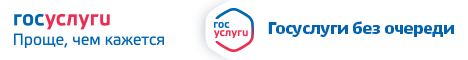 госуслуги
Проще, чем кажется
гос
услуги
Госуслуги без очереди